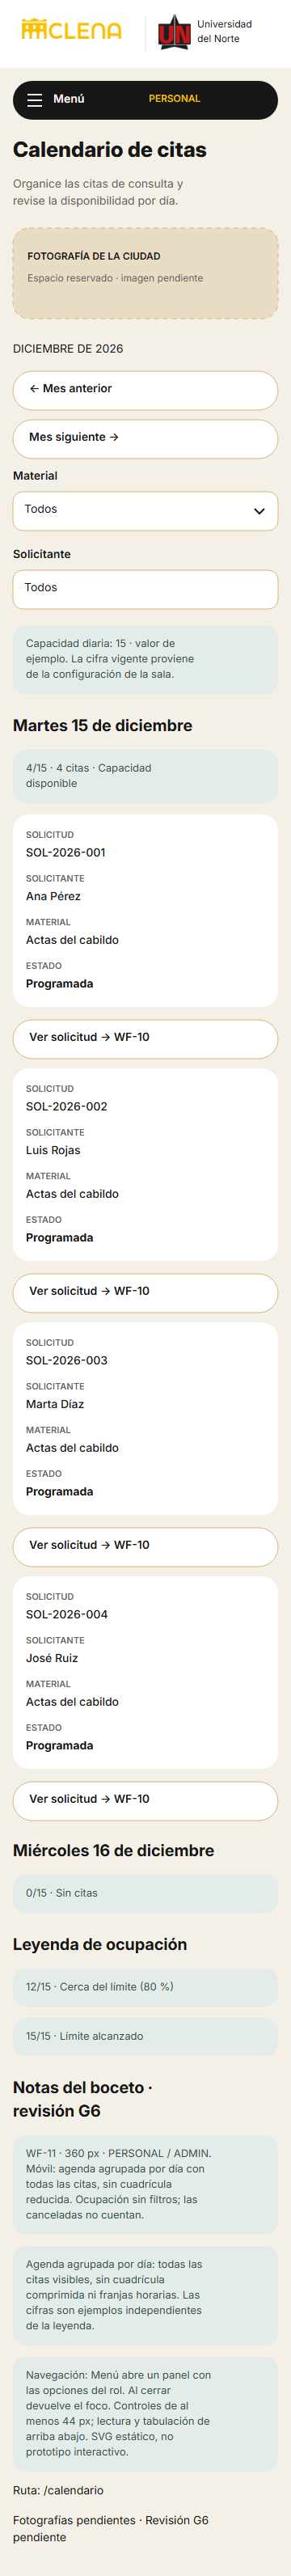 CLENA
UN
Universidad
del Norte
Menú
PERSONAL
Calendario de citas
Organice las citas de consulta y
revise la disponibilidad por día.
FOTOGRAFÍA DE LA CIUDAD
Espacio reservado · imagen pendiente
DICIEMBRE DE 2026
← Mes anterior
Mes siguiente →
Material
Todos
Solicitante
Todos
Capacidad diaria: 15 · valor de
ejemplo. La cifra vigente proviene
de la configuración de la sala.
Martes 15 de diciembre
4/15 · 4 citas · Capacidad
disponible
SOLICITUD
SOL-2026-001
SOLICITANTE
Ana Pérez
MATERIAL
Actas del cabildo
ESTADO
Programada
Ver solicitud → WF-10
SOLICITUD
SOL-2026-002
SOLICITANTE
Luis Rojas
MATERIAL
Actas del cabildo
ESTADO
Programada
Ver solicitud → WF-10
SOLICITUD
SOL-2026-003
SOLICITANTE
Marta Díaz
MATERIAL
Actas del cabildo
ESTADO
Programada
Ver solicitud → WF-10
SOLICITUD
SOL-2026-004
SOLICITANTE
José Ruiz
MATERIAL
Actas del cabildo
ESTADO
Programada
Ver solicitud → WF-10
Miércoles 16 de diciembre
0/15 · Sin citas
Leyenda de ocupación
12/15 · Cerca del límite (80 %)
15/15 · Límite alcanzado
Notas del boceto ·
revisión G6
WF-11 · 360 px · PERSONAL / ADMIN.
Móvil: agenda agrupada por día con
todas las citas, sin cuadrícula
reducida. Ocupación sin filtros; las
canceladas no cuentan.
Agenda agrupada por día: todas las
citas visibles, sin cuadrícula
comprimida ni franjas horarias. Las
cifras son ejemplos independientes
de la leyenda.
Navegación: Menú abre un panel con
las opciones del rol. Al cerrar
devuelve el foco. Controles de al
menos 44 px; lectura y tabulación de
arriba abajo. SVG estático, no
prototipo interactivo.
Ruta: /calendario
Fotografías pendientes · Revisión G6
pendiente